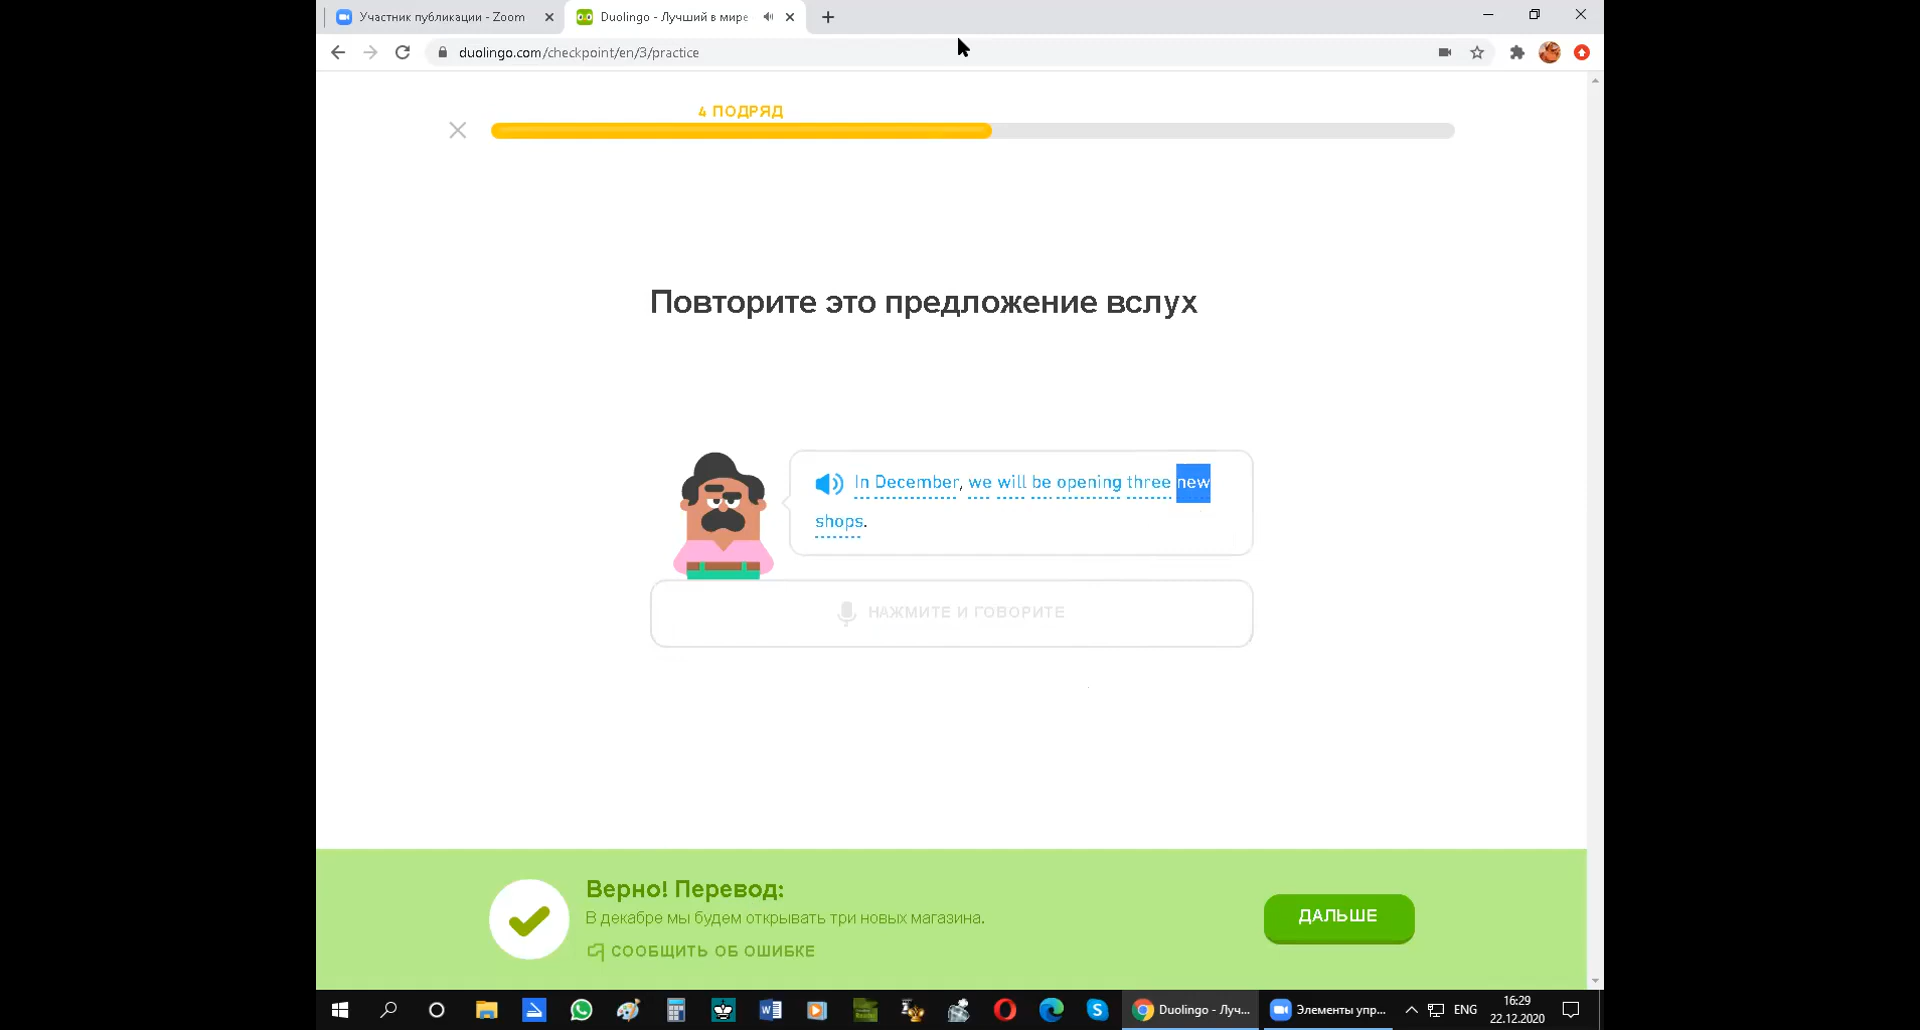 Участник публикации - Zoom
Duolingo - Лучший в мире
duolingo.com/checkpoint/en/3/practice
4 ПОДРЯД
Повторите это предложение вслух
In December, we will be opening three new
shops.
НАЖМИТЕ И ГОВОРИТЕ
Верно! Перевод:
В декабре мы будем открывать три новых магазина.
СООБЩИТЬ ОБ ОШИБКЕ
ДАЛЬШЕ
Duolingo - Луч...
Элементы упр...
ENG
16:29
22.12.2020